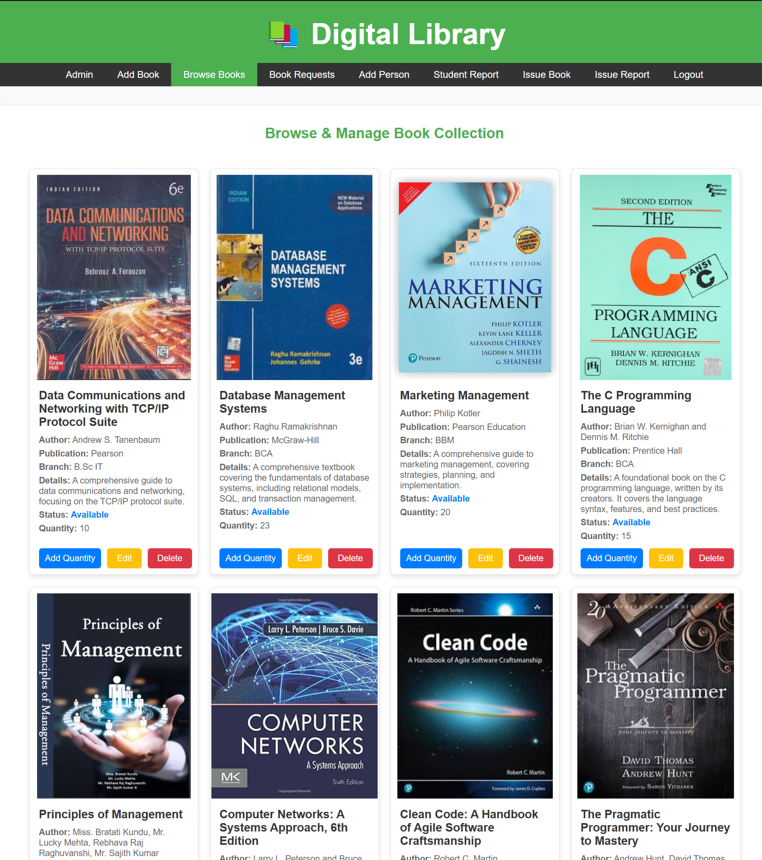 Digital Library
Admin
Add Book
Browse Books
Book Requests
Add Person
Student Report
Issue Book
Issue Report
Logout
Browse & Manage Book Collection
INDIAN EDITION
6e
DATA COMMUNICATIONS
AND NETWORKING
WITH TCP/IP PROTOCOL SUITE
Behrouz A. Forouzan
Mc
Graw
Hill
Data Communications and
Networking with TCP/IP
Protocol Suite
Author: Andrew S. Tanenbaum
Publication: Pearson
Branch: B.Sc IT
Details: A comprehensive guide to
data communications and networking,
focusing on the TCP/IP protocol suite.
Status: Available
Quantity: 10
Add Quantity
Edit
Delete
INDIAN
EDITION
NEW Material
on Database
Applications
DATABASE
MANAGEMENT
SYSTEMS
Mc
Graw
Hill
Raghu Ramakrishnan
Johannes Gehrke
3e
Database Management
Systems
Author: Raghu Ramakrishnan
Publication: McGraw-Hill
Branch: BCA
Details: A comprehensive textbook
covering the fundamentals of database
systems, including relational models,
SQL, and transaction management.
Status: Available
Quantity: 23
Add Quantity
Edit
Delete
SIXTEENTH EDITION
MARKETING
MANAGEMENT
PHILIP KOTLER
KEVIN LANE KELLER
ALEXANDER CHERNEV
JAGDISH N. SHETH
G. SHAINESH
Pearson
Marketing Management
Author: Philip Kotler
Publication: Pearson Education
Branch: BBM
Details: A comprehensive guide to
marketing management, covering
strategies, planning, and
implementation.
Status: Available
Quantity: 20
Add Quantity
Edit
Delete
SECOND EDITION
THE
C
ANSI
C
PROGRAMMING
LANGUAGE
BRIAN W. KERNIGHAN
DENNIS M. RITCHIE
The C Programming
Language
Author: Brian W. Kernighan and
Dennis M. Ritchie
Publication: Prentice Hall
Branch: BCA
Details: A foundational book on the C
programming language, written by its
creators. It covers the language
syntax, features, and best practices.
Status: Available
Quantity: 15
Add Quantity
Edit
Delete
Principles of
Management
Principles of Management
Miss. Bratati Kundu
Mr. Lucky Mehta
Mr. Rebhava Raj Raghuvanshi
Mr. Sajith kumar S
Principles of Management
Author: Miss. Bratati Kundu, Mr.
Lucky Mehta, Rebhava Raj
Raghuvanshi, Mr. Sajith Kumar
Larry L. Peterson | Bruce S. Davie
COMPUTER
NETWORKS
A Systems Approach
MK
Sixth Edition
Computer Networks: A
Systems Approach, 6th
Edition
Author: Larry L. Peterson and Bruce
Robert C. Martin Series
Clean Code
A Handbook of Agile Software Craftsmanship
Robert C. Martin
Foreword by James O. Coplien
Clean Code: A Handbook
of Agile Software
Craftsmanship
Author: Robert C. Martin
20th ANNIVERSARY EDITION
The
Pragmatic
Programmer
your journey to mastery
DAVID THOMAS
ANDREW HUNT
Foreword by SARON YITBAREK
The Pragmatic
Programmer: Your Journey
to Mastery
Author: Andrew Hunt, David Thomas